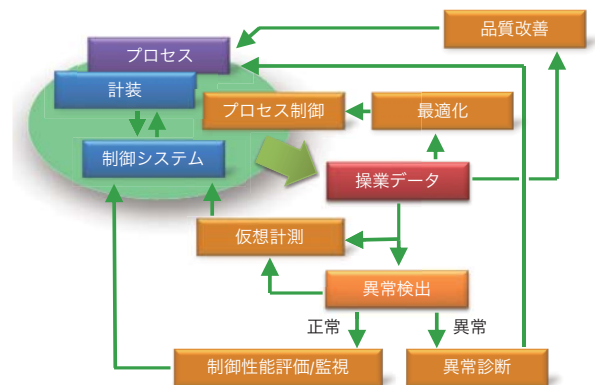 品質改善
プロセス
計装
プロセス制御
最適化
制御システム
操業データ
仮想計測
異常検出
正常
異常
制御性能評価/監視
異常診断